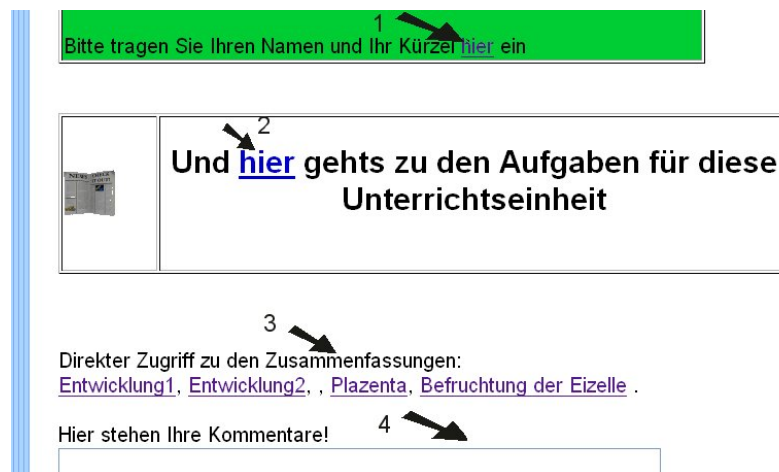 1
Bitte tragen Sie Ihren Namen und Ihr Kürzel hier ein
2
Und hier gehts zu den Aufgaben für diese
Unterrichtseinheit
3
Direkter Zugriff zu den Zusammenfassungen:
Entwicklung1, Entwicklung2, , Plazenta, Befruchtung der Eizelle .
4
Hier stehen Ihre Kommentare!